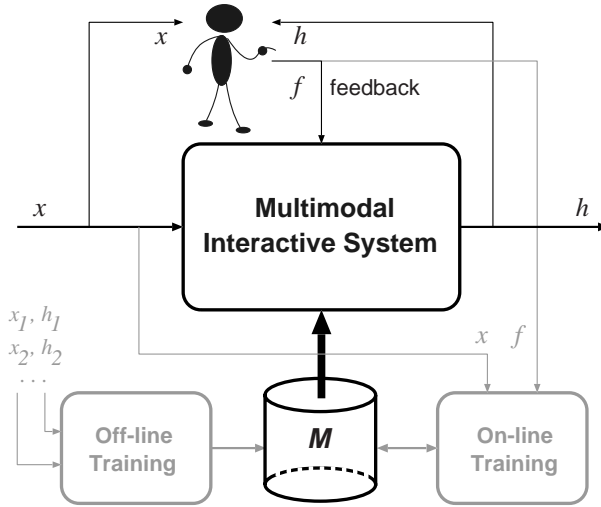 x h
f feedback
x Multimodal h
Interactive System
x₁, h₁ x f
x₂, h₂
...
Off-line M On-line
Training Training